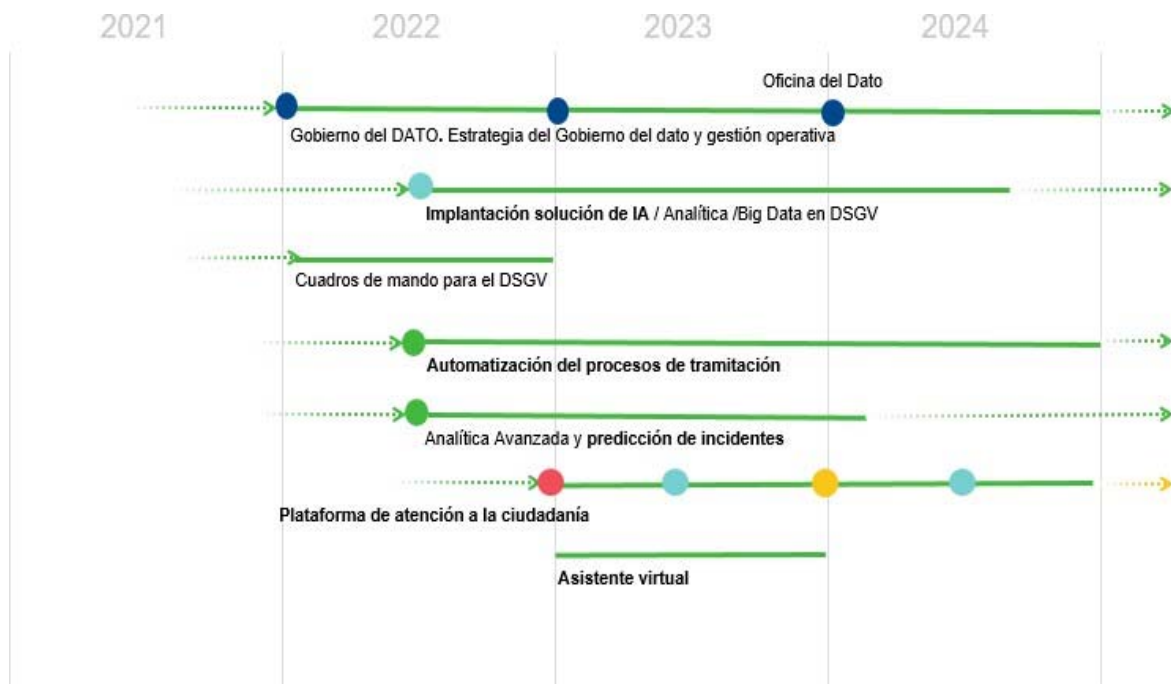 2021 2022 2023 2024
Oficina del Dato
Gobierno del DATO. Estrategia del Gobierno del dato y gestión operativa
Implantación solución de IA / Analítica /Big Data en DSGV
Cuadros de mando para el DSGV
Automatización del procesos de tramitación
Analítica Avanzada y predicción de incidentes
Plataforma de atención a la ciudadanía
Asistente virtual